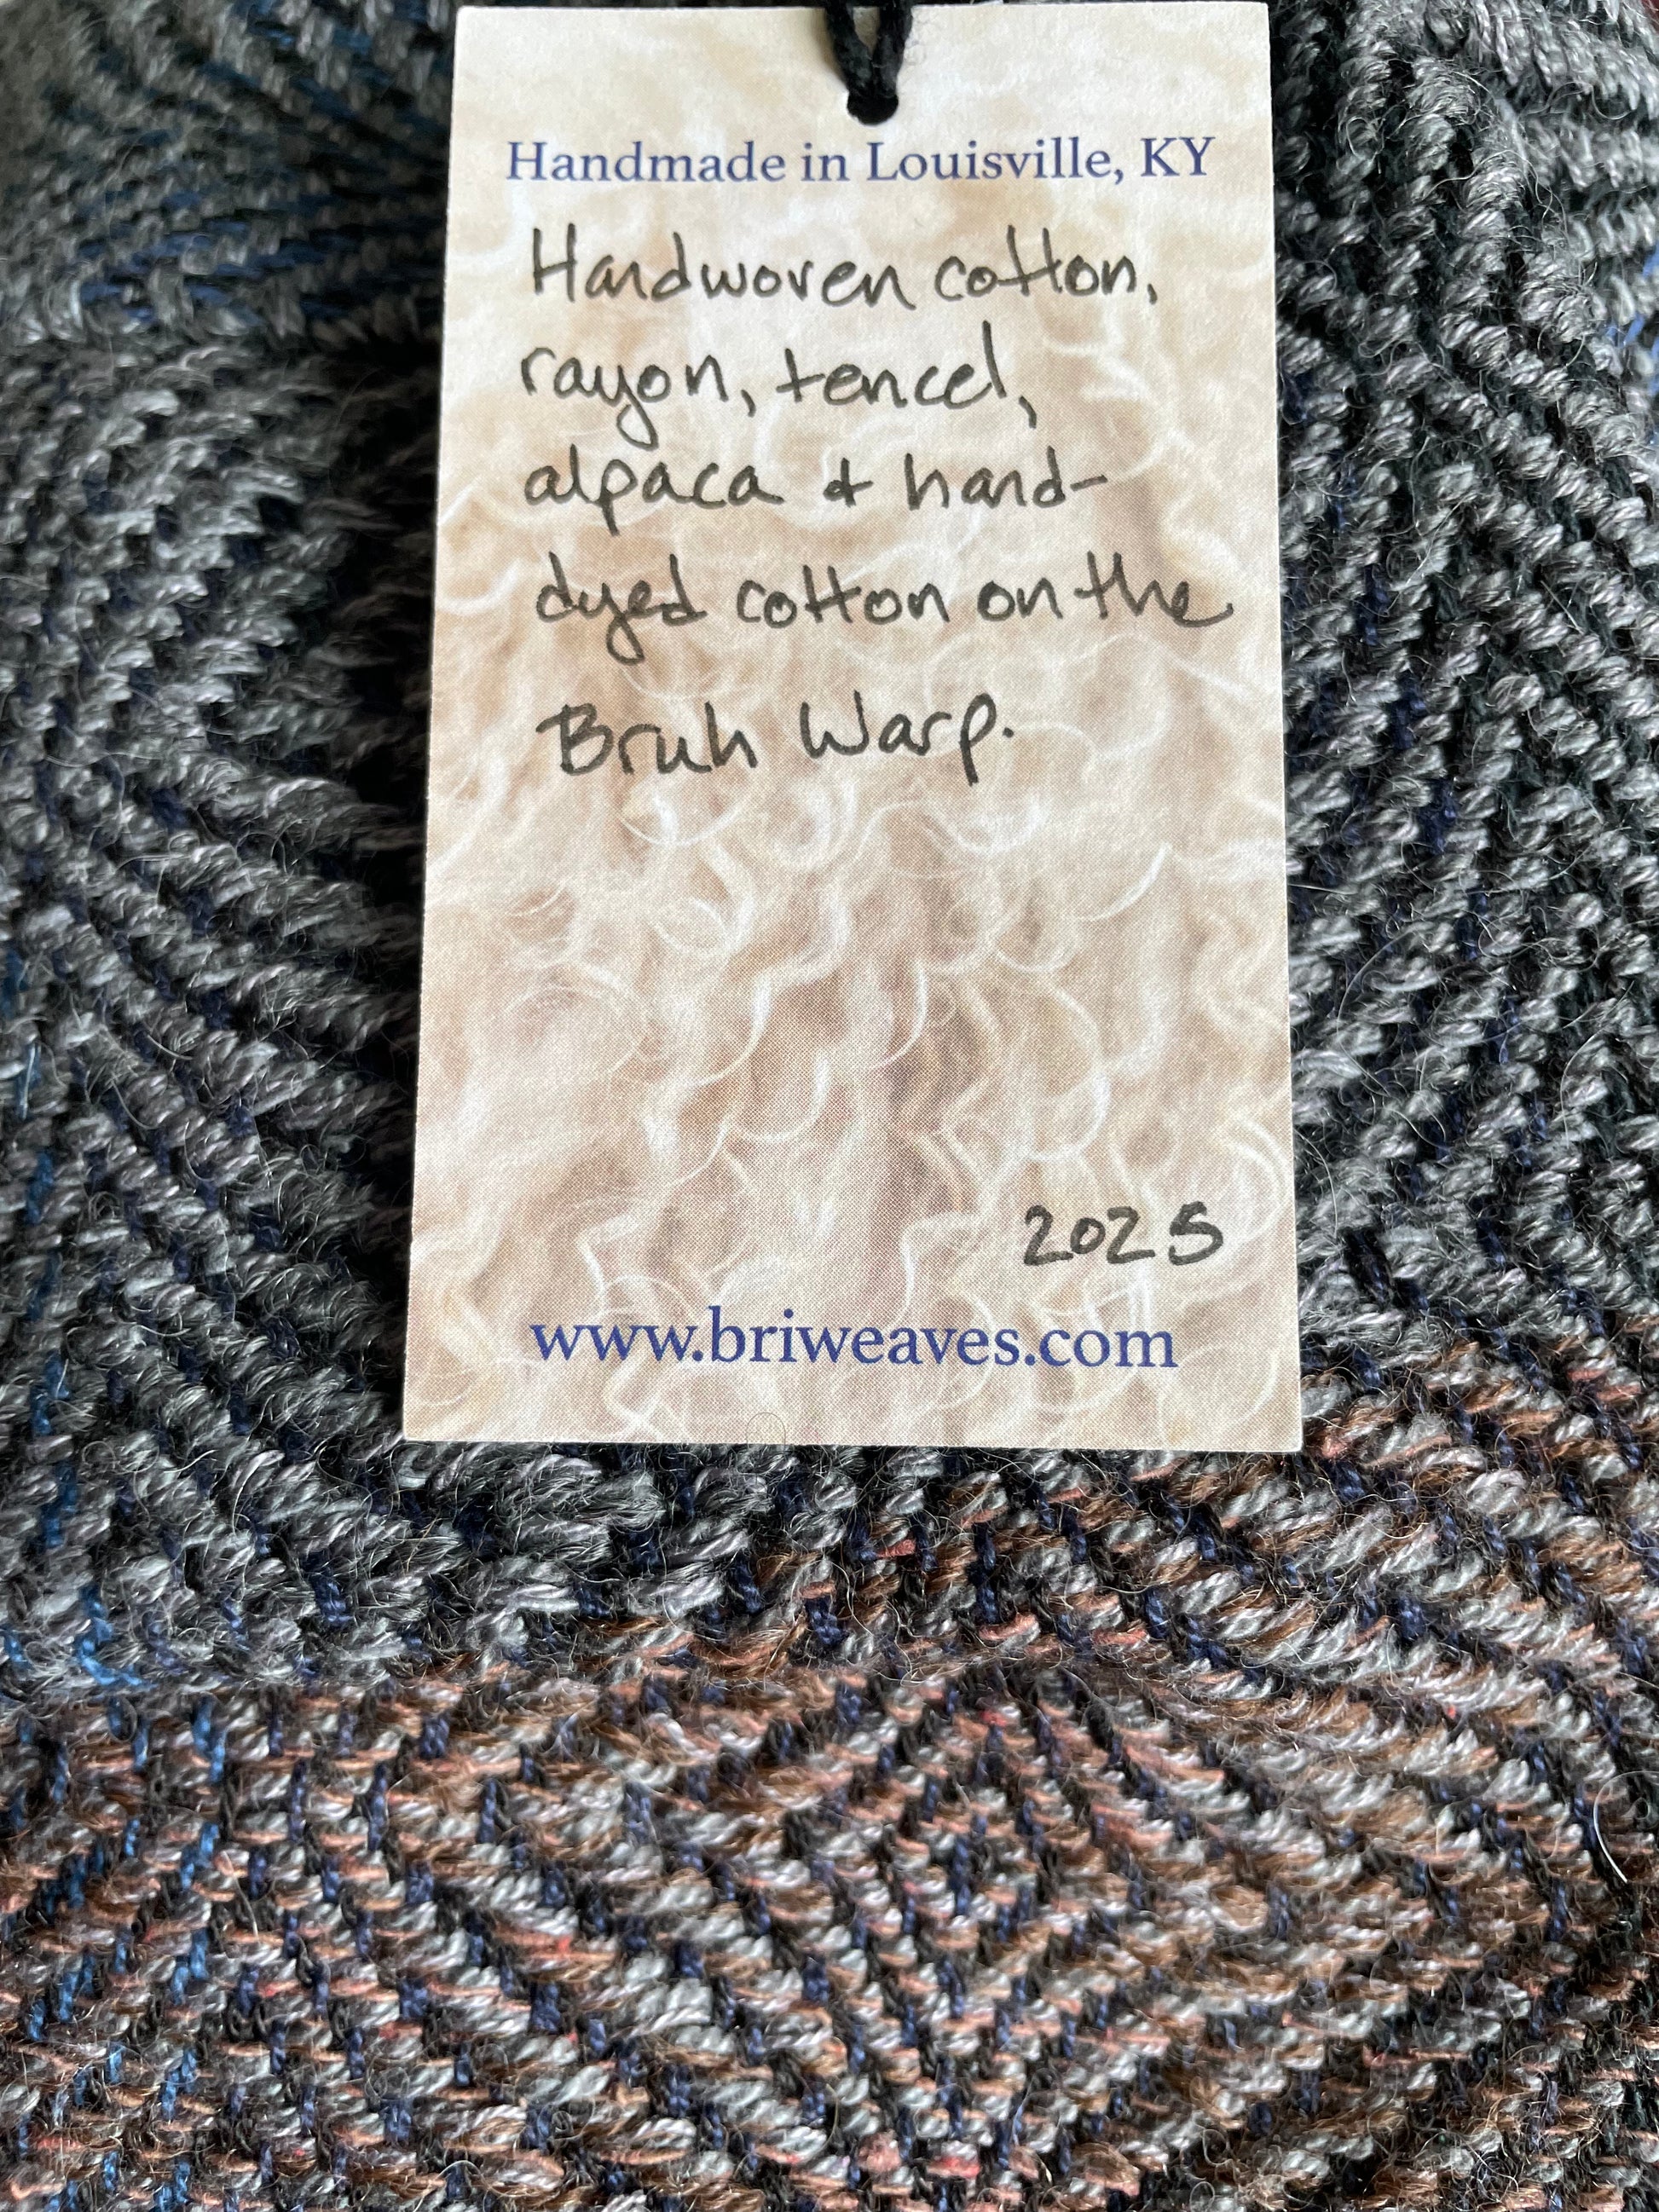 Handmade in Louisville, KY
Handwoven cotton,
rayon, tencel,
alpaca & hand-
dyed cotton on the
Bruh Warp.
2025
www.briweaves.com